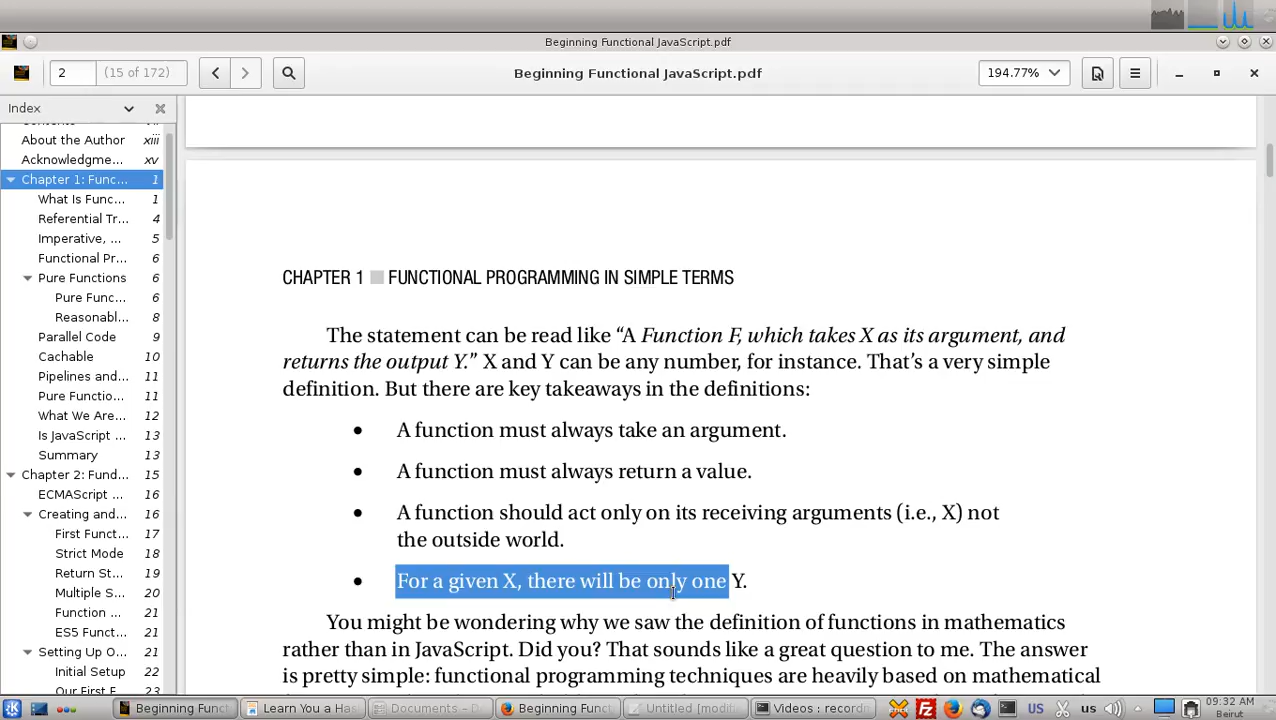 Beginning Functional JavaScript.pdf
2 (15 of 172) Beginning Functional JavaScript.pdf 194.77%
Index
About the Author xiii
Acknowledgme... xv
Chapter 1: Func... 1
What Is Func... 1
Referential Tr... 4
Imperative, ... 5
Functional Pr... 6
Pure Functions 6
Pure Func... 6
Reasonabl... 8
Parallel Code 9
Cachable 10
Pipelines and... 11
Pure Functio... 11
What We Are... 12
Is JavaScript ... 13
Summary 13
Chapter 2: Fund... 15
ECMAScript ... 16
Creating and... 16
First Funct... 17
Strict Mode 18
Return St... 19
Multiple S... 20
Function ... 21
ES5 Funct... 21
Setting Up O... 21
Initial Setup 22
Our First F... 23
CHAPTER 1 ■ FUNCTIONAL PROGRAMMING IN SIMPLE TERMS
The statement can be read like “A Function F, which takes X as its argument, and
returns the output Y.” X and Y can be any number, for instance. That’s a very simple
definition. But there are key takeaways in the definitions:
• A function must always take an argument.
• A function must always return a value.
• A function should act only on its receiving arguments (i.e., X) not
the outside world.
• For a given X, there will be only one Y.
You might be wondering why we saw the definition of functions in mathematics
rather than in JavaScript. Did you? That sounds like a great question to me. The answer
is pretty simple: functional programming techniques are heavily based on mathematical
Beginning Func... Learn You a Has... Documents – D... Beginning Func... Untitled [modif... Videos : recordin... US us 09:32 AM
Beirut